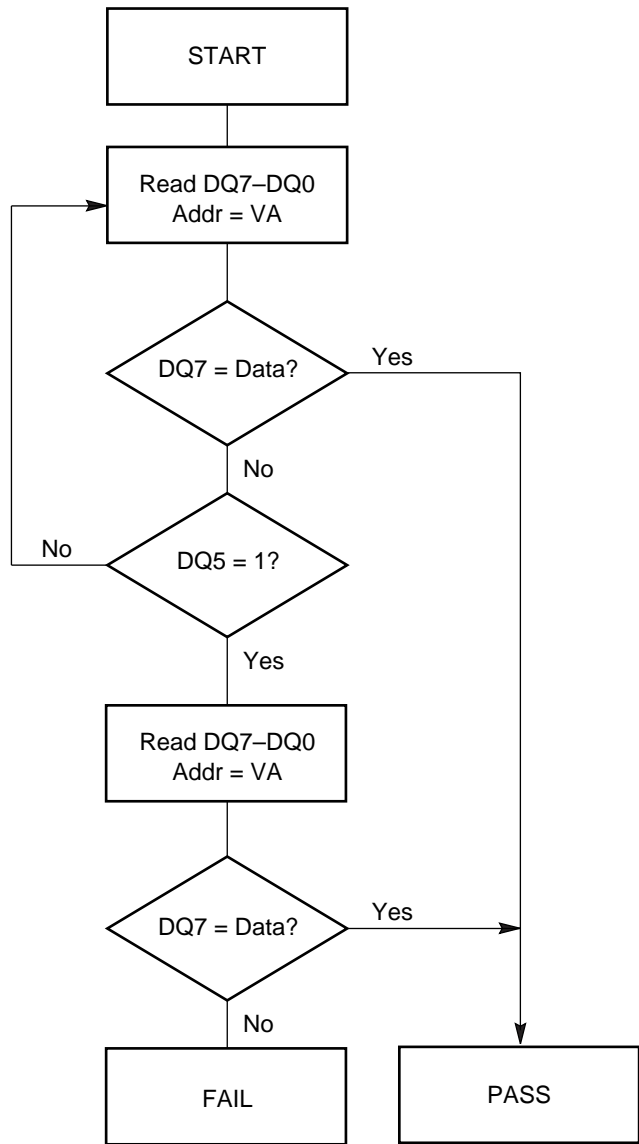 START
Read DQ7–DQ0
Addr = VA
DQ7 = Data?
Yes
No
No
DQ5 = 1?
Yes
Read DQ7–DQ0
Addr = VA
DQ7 = Data?
Yes
No
FAIL
PASS